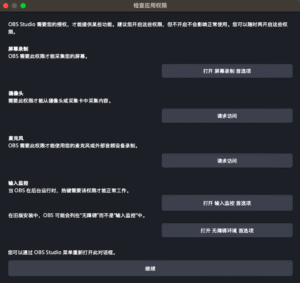 检查应用权限
OBS Studio 需要您的授权，才能提供某些功能。建议您开启这些权限，但不开启不会影响正常使用。您可以随时再开启这些权
限。
屏幕录制
OBS 需要此权限才能采集您的屏幕。
打开 屏幕录制 首选项
摄像头
需要此权限才能从摄像头或采集卡中采集内容。
请求访问
麦克风
OBS 需要此权限才能使用您的麦克风或外部音频设备录制。
请求访问
输入监控
当 OBS 在后台运行时，热键需要该权限才能正常工作。
打开 输入监控 首选项
在旧版安装中，OBS 可能会列在“无障碍”而不是“输入监控”中。
打开 无障碍环境 首选项
您可以通过 OBS Studio 菜单重新打开此对话框。
继续